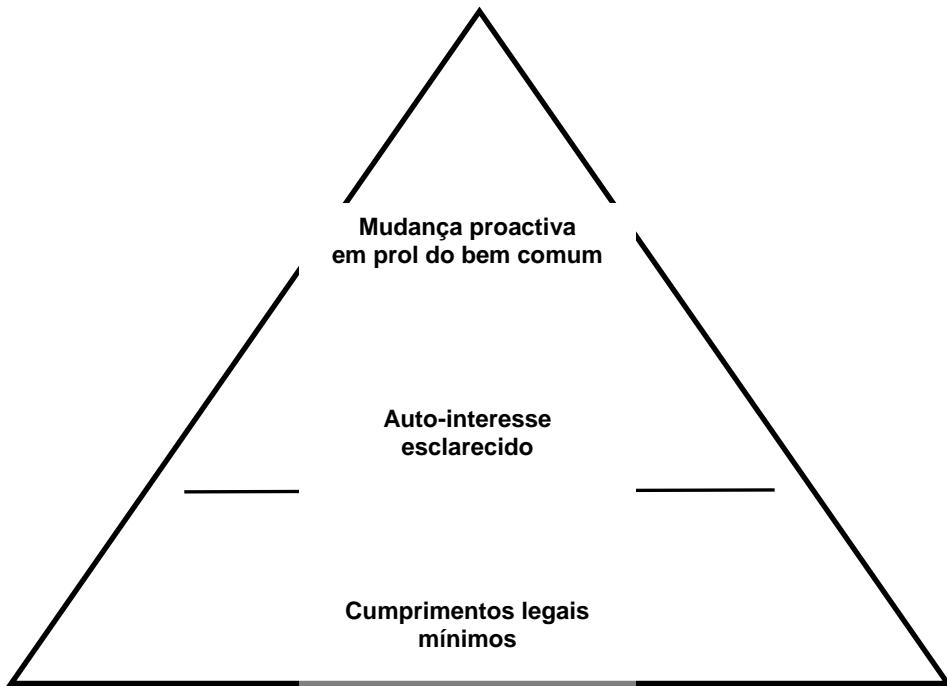 Mudança proactiva
em prol do bem comum
Auto-interesse
esclarecido
Cumprimentos legais
mínimos